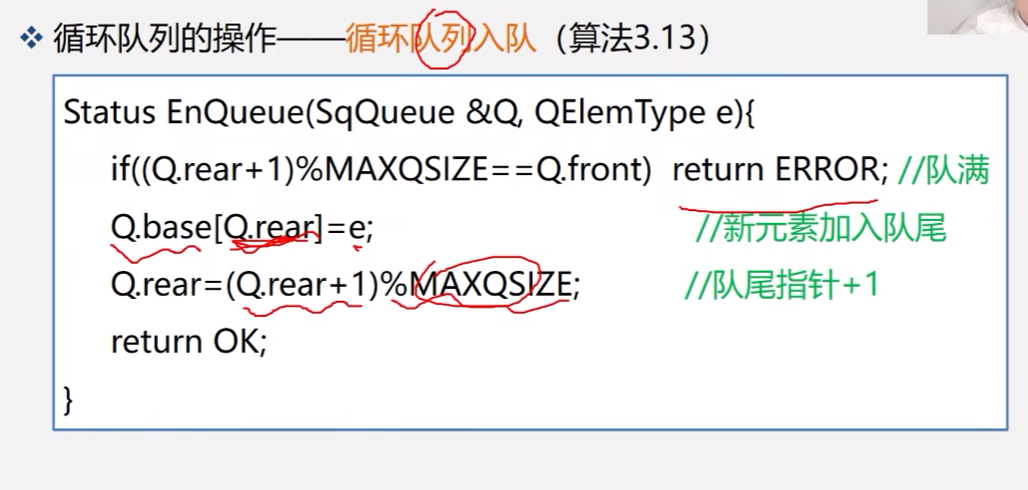 循环队列的操作——循环队列入队（算法3.13）
Status EnQueue(SqQueue &Q, QElemType e){
if((Q.rear+1)%MAXQSIZE==Q.front) return ERROR; //队满
Q.base[Q.rear]=e; //新元素加入队尾
Q.rear=(Q.rear+1)%MAXQSIZE; //队尾指针+1
return OK;
}